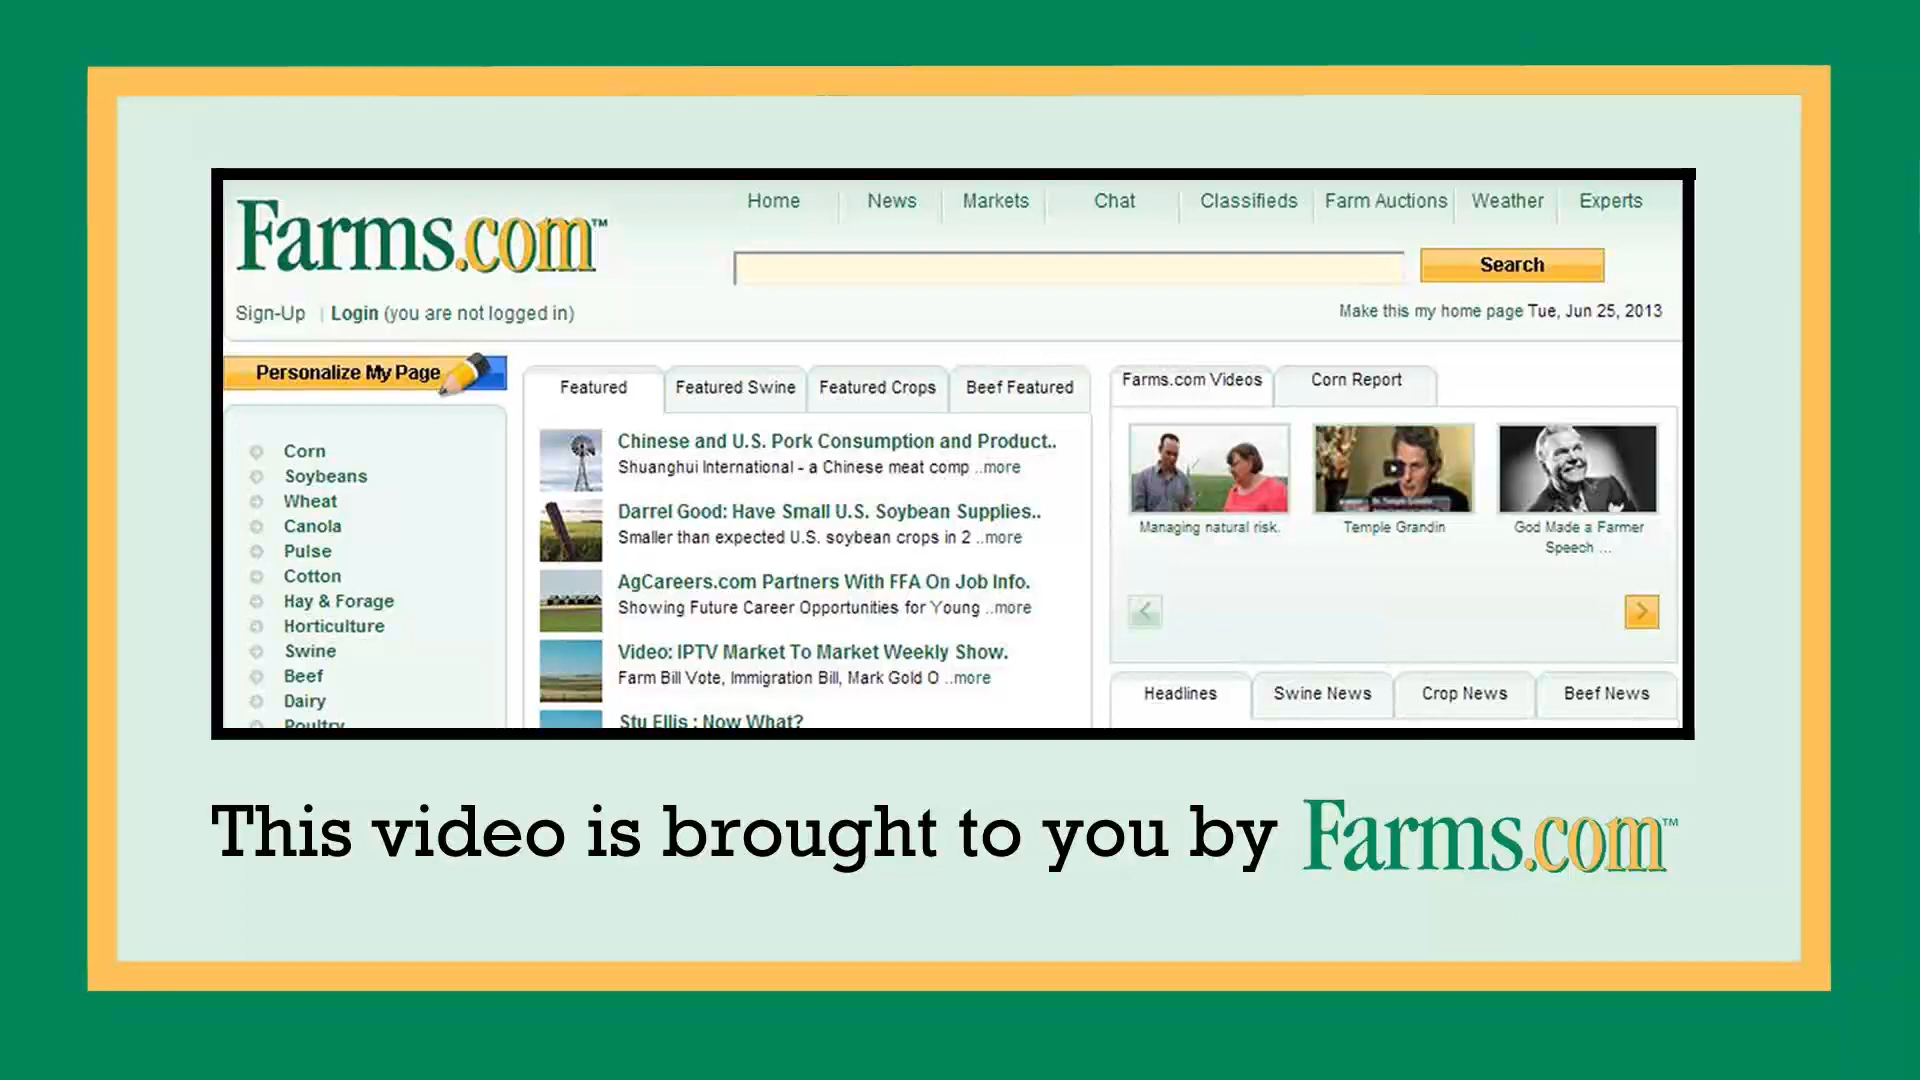 Farms.com™
Home News Markets Chat Classifieds Farm Auctions Weather Experts
Search
Sign-Up | Login (you are not logged in)
Make this my home page Tue, Jun 25, 2013
Personalize My Page
Corn
Soybeans
Wheat
Canola
Pulse
Cotton
Hay & Forage
Horticulture
Swine
Beef
Dairy
Poultry
Featured Featured Swine Featured Crops Beef Featured
Chinese and U.S. Pork Consumption and Product..
Shuanghui International - a Chinese meat comp ..more
Darrel Good: Have Small U.S. Soybean Supplies..
Smaller than expected U.S. soybean crops in 2 ..more
AgCareers.com Partners With FFA On Job Info.
Showing Future Career Opportunities for Young ..more
Video: IPTV Market To Market Weekly Show.
Farm Bill Vote, Immigration Bill, Mark Gold O ..more
Stu Ellis : Now What?
Farms.com Videos Corn Report
Managing natural risk.
Temple Grandin
God Made a Farmer
Speech ...
Headlines Swine News Crop News Beef News
This video is brought to you by Farms.com™